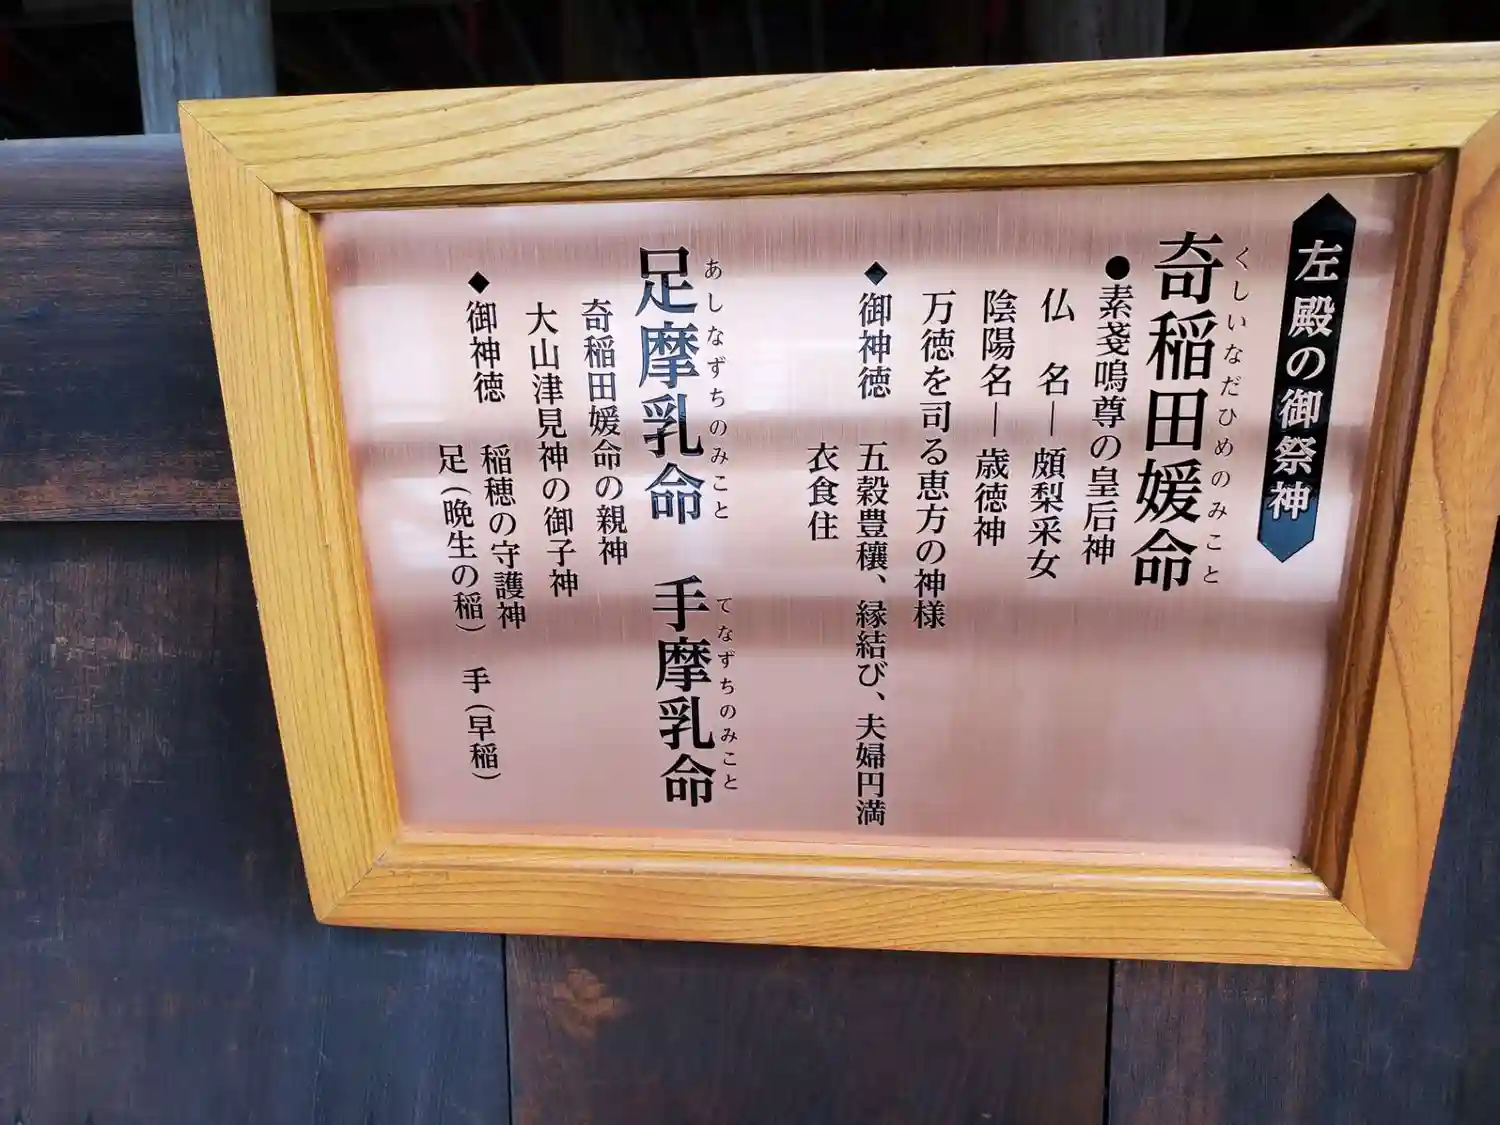 左殿の御祭神
くしいなだひめのみこと
奇稲田媛命
●素戔嗚尊の皇后神
仏　名―頗梨采女
陰陽名―歳徳神
万徳を司る恵方の神様
◆御神徳　五穀豊穣、縁結び、夫婦円満
衣食住
あしなずちのみこと　てなずちのみこと
足摩乳命　手摩乳命
奇稲田媛命の親神
大山津見神の御子神
◆御神徳　稲穂の守護神
足(晩生の稲)　手(早稲)